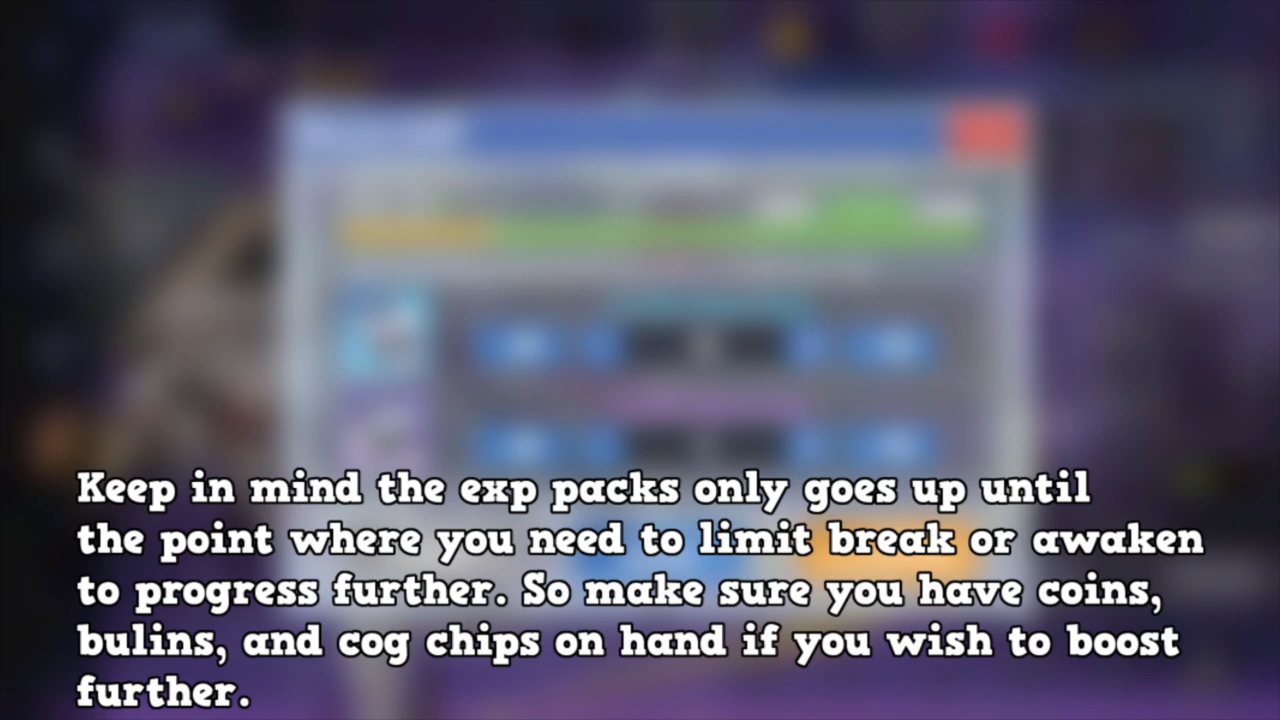 Keep in mind the exp packs only goes up until
the point where you need to limit break or awaken
to progress further. So make sure you have coins,
bulins, and cog chips on hand if you wish to boost
further.